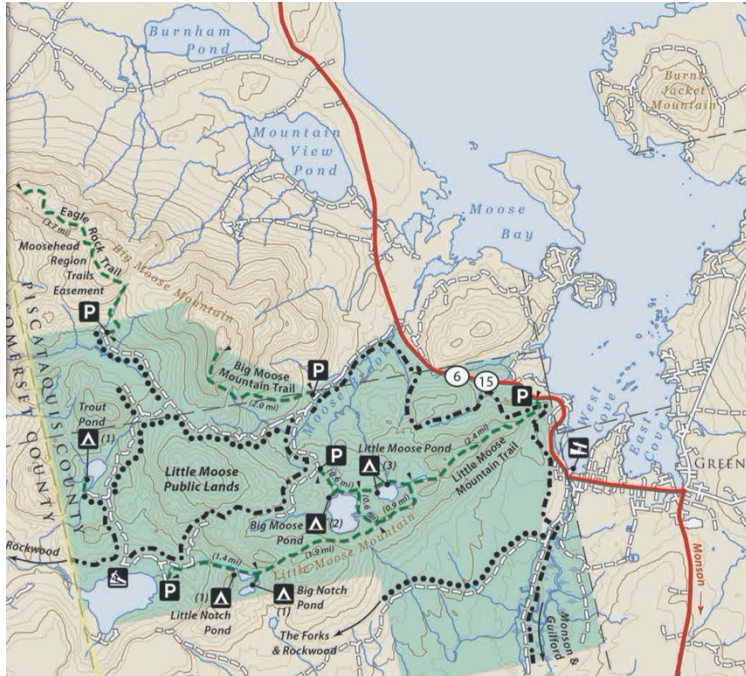 Burnham
Pond
Burnt
Jacket
Mountain
Mountain
View
Pond
Moose
Bay
Eagle Rock Trail
(3.7 mi)
Big Moose Mountain
Moosehead
Region
Trails
Easement
P
PISCATAQUIS COUNTY
SOMERSET COUNTY
P
Big Moose
Mountain Trail
(2.0 mi)
Moose Brook
6
15
P
West
Cove
East
Cove
Trout
Pond
(1)
Little Moose Pond
(3)
(2.4 mi)
Little Moose
Mountain Trail
GREEN
Little Moose
Public Lands
P
(0.6 mi)
(0.9 mi)
Big Moose
Pond
(2)
Rockwood
(1.4 mi)
(1.9 mi)
Little Moose Mountain
Monson
P
(1)
Little Notch
Pond
(1)
Big Notch
Pond
The Forks
& Rockwood
Monson &
Guilford